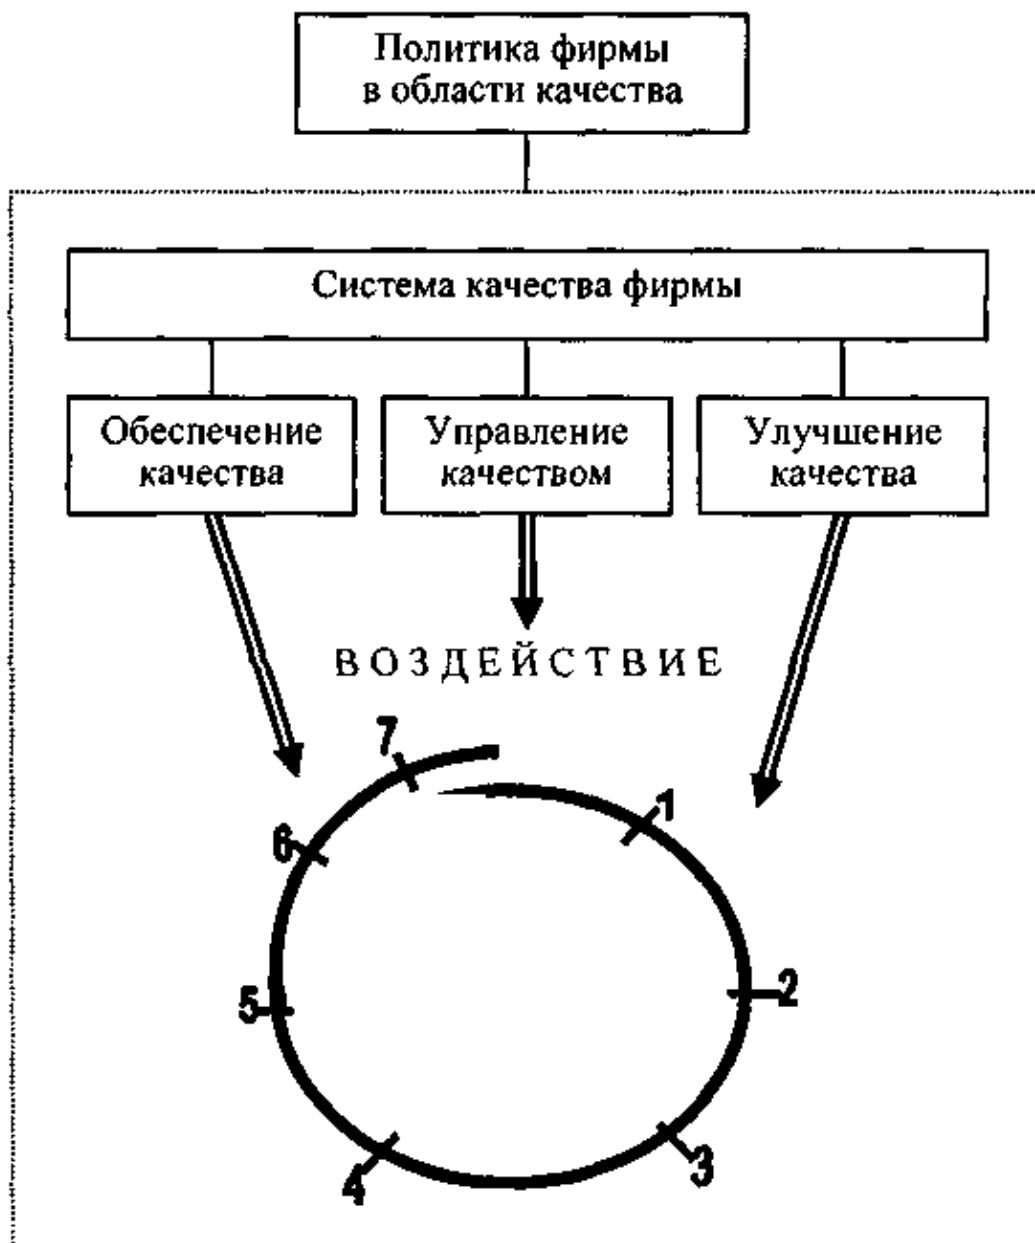 Политика фирмы
в области качества
Система качества фирмы
Обеспечение
качества
Управление
качеством
Улучшение
качества
ВОЗДЕЙСТВИЕ
7
1
6
2
5
3
4